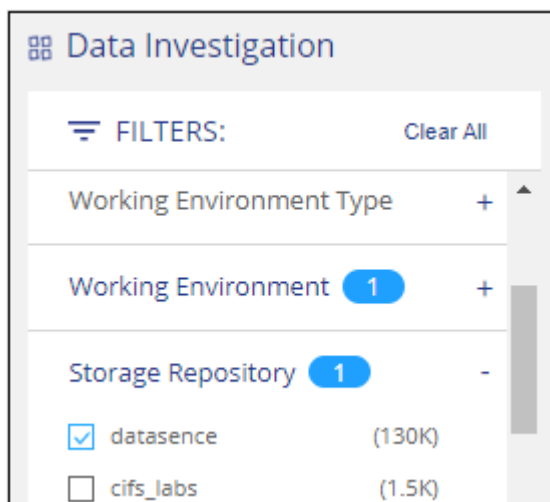 Data Investigation
FILTERS: Clear All
Working Environment Type +
Working Environment 1 +
Storage Repository 1 -
datasence (130K)
cifs_labs (1.5K)